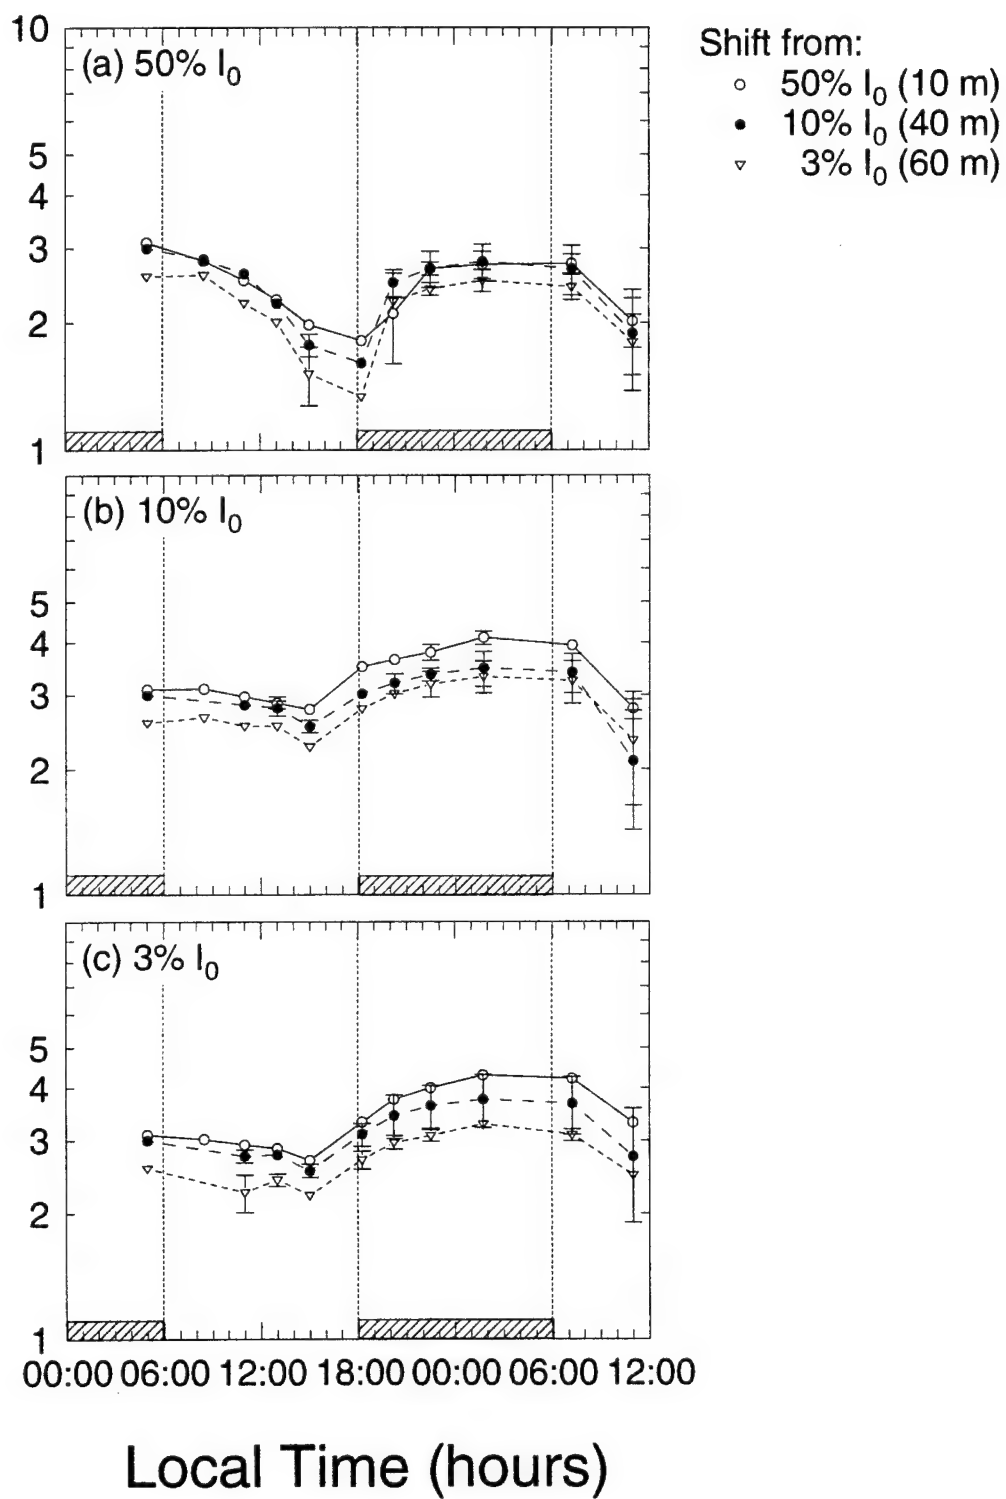 10
(a) 50% I0
5
4
3
2
1
Shift from:
50% I0 (10 m)
10% I0 (40 m)
3% I0 (60 m)
(b) 10% I0
5
4
3
2
1
(c) 3% I0
5
4
3
2
1
00:00 06:00 12:00 18:00 00:00 06:00 12:00
Local Time (hours)